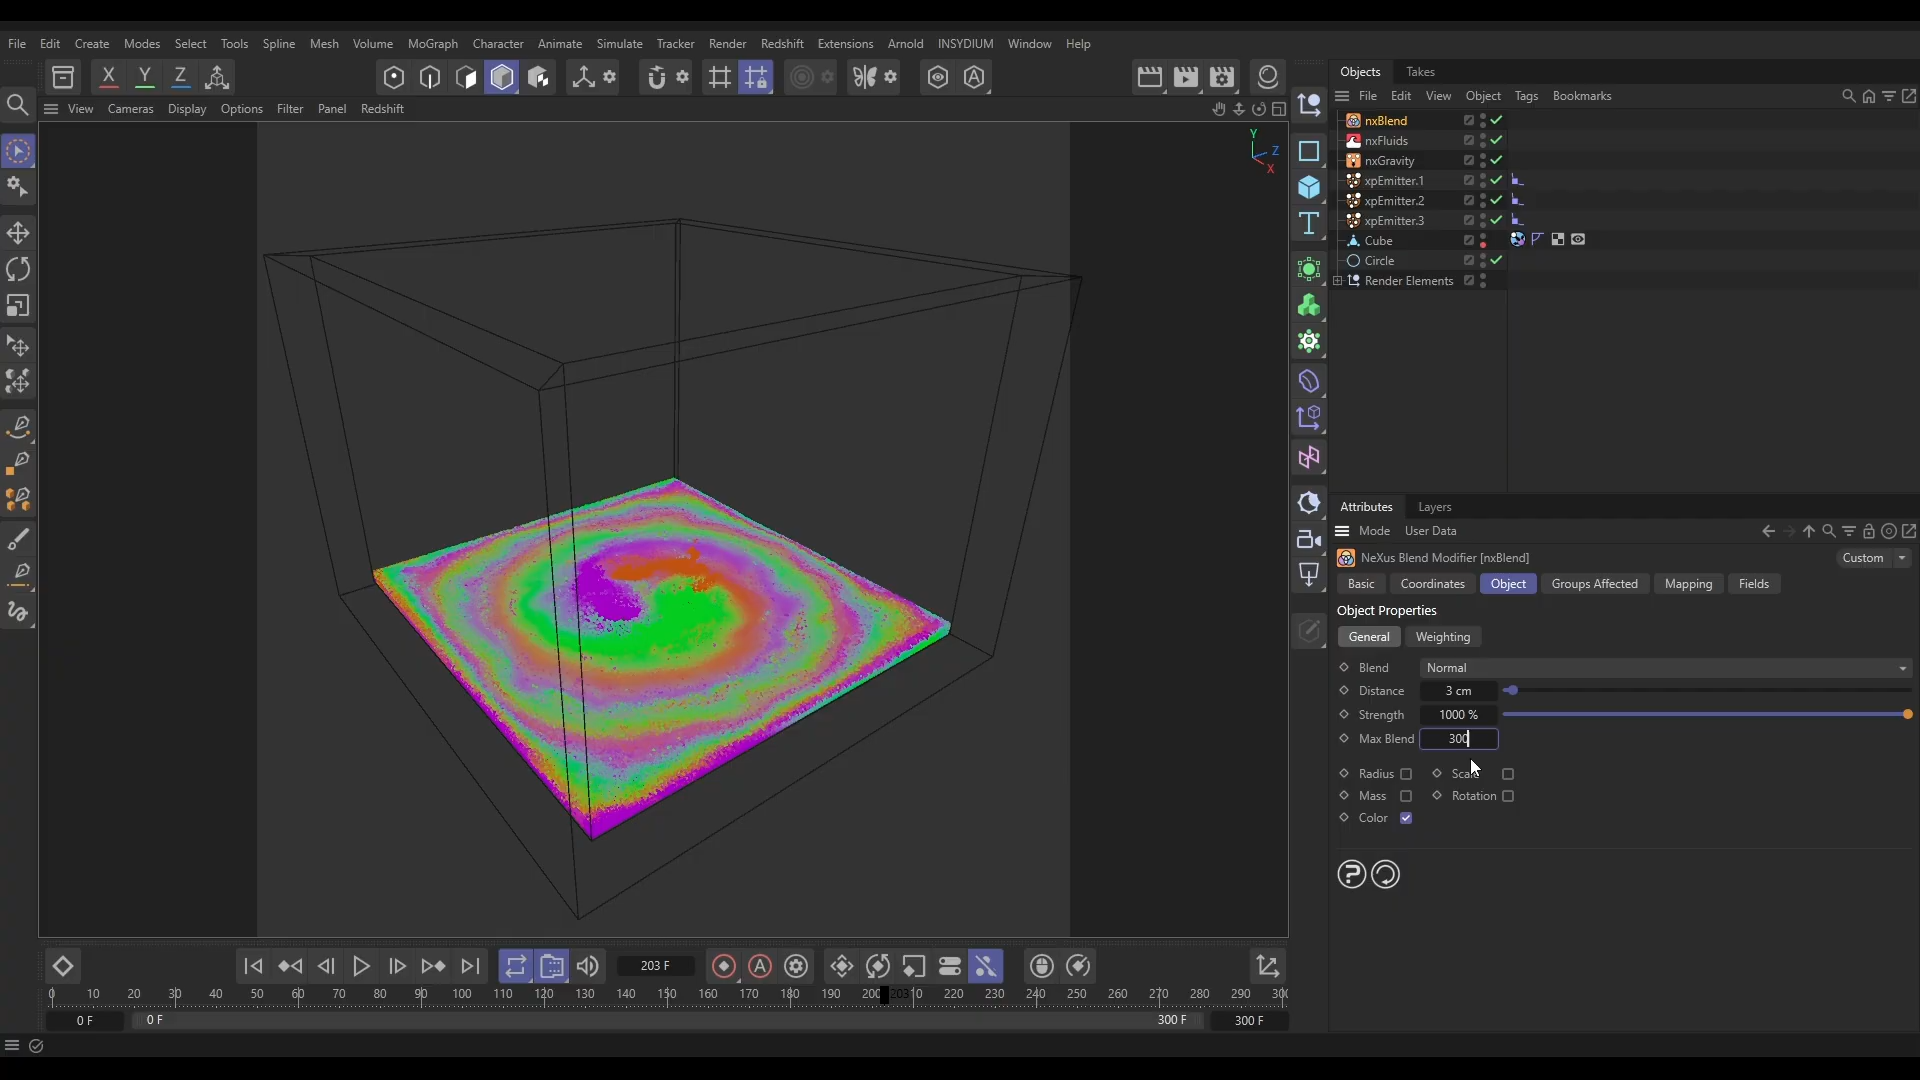 File Edit Create Modes Select Tools Spline Mesh Volume MoGraph Character Animate Simulate Tracker Render Redshift Extensions Arnold INSYDIUM Window Help
X Y Z
View Cameras Display Options Filter Panel Redshift
Y
Z
X
Objects Takes
File Edit View Object Tags Bookmarks
nxBlend
nxFluids
nxGravity
xpEmitter.1
xpEmitter.2
xpEmitter.3
Cube
Circle
Render Elements
Attributes Layers
Mode User Data
NeXus Blend Modifier [nxBlend] Custom
Basic Coordinates Object Groups Affected Mapping Fields
Object Properties
General Weighting
Blend Normal
Distance 3 cm
Strength 1000 %
Max Blend 300
Radius
Mass Rotation
Color
203 F
0 10 20 30 40 50 60 70 80 90 100 110 120 130 140 150 160 170 180 190 200 203 220 230 240 250 260 270 280 290
0 F 0 F 300 F 300 F